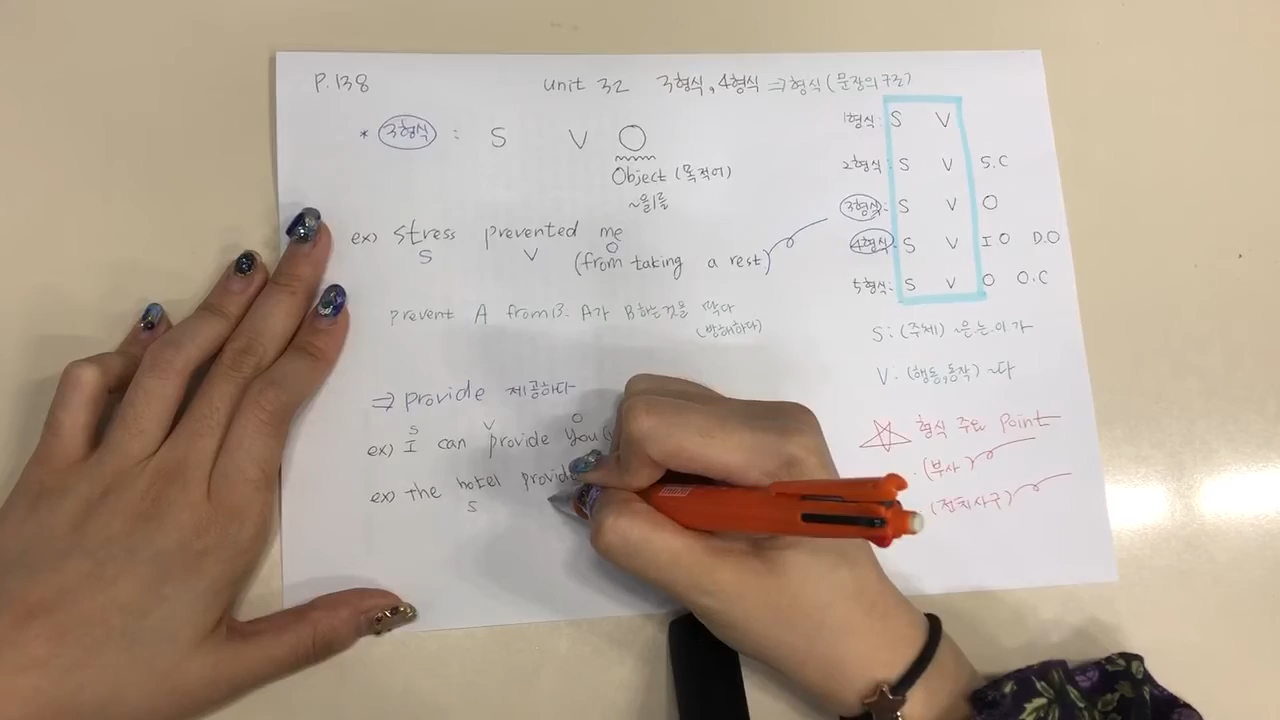 P.138
unit 32 3형식, 4형식 ⇒ 형식 (문장의 구조)
* 3형식 : S V O
Object (목적어)
~을/를
ex) stress prevented me
S V O
(from taking a rest)
prevent A from B. A가 B하는것을 막다
(방해하다)
⇒ provide 제공하다
S V O
ex) I can provide you
ex) the hotel provide
S
1형식: S V
2형식: S V S.C
3형식: S V O
4형식: S V I O D.O
5형식: S V O O.C
S: (주체) ~은.는.이.가
V. (행동,동작) ~다
☆ 형식 주요 Point
(부사)
(전치사구)